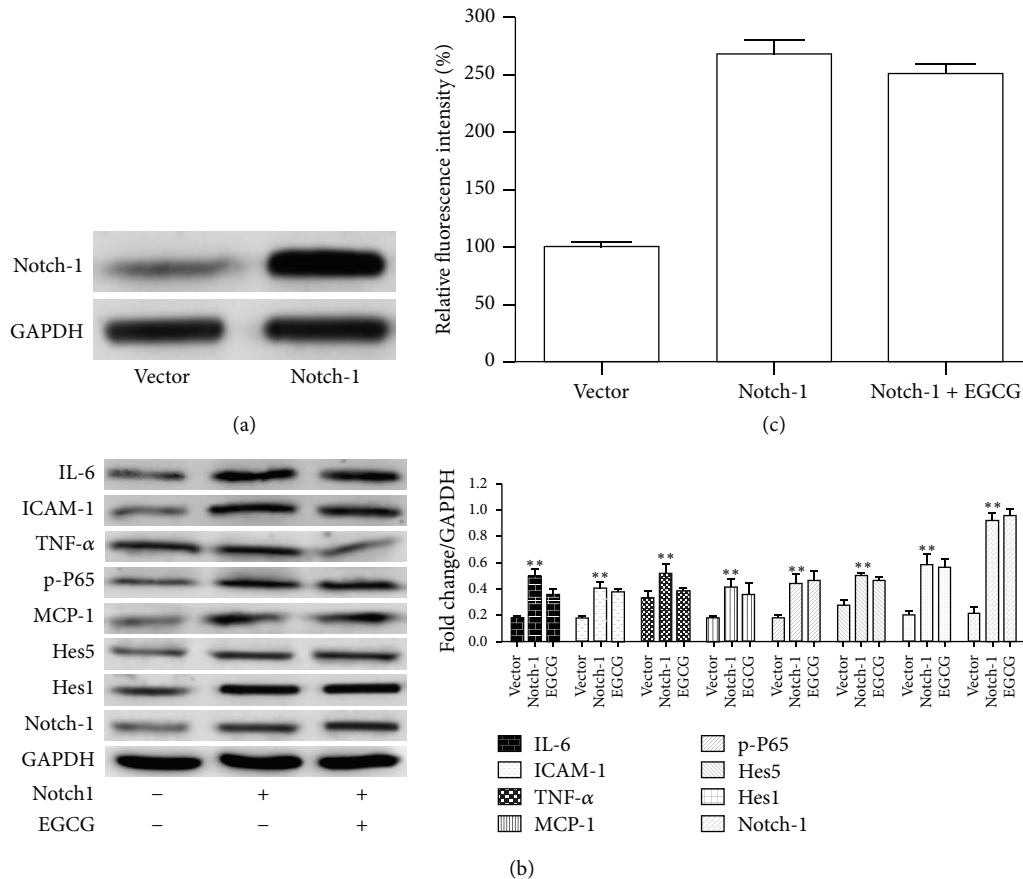 Notch-1
GAPDH
Vector Notch-1
(a)
Relative fluorescence intensity (%)
300
250
200
150
100
50
0
Vector Notch-1 Notch-1 + EGCG
(c)
IL-6
ICAM-1
TNF-α
p-P65
MCP-1
Hes5
Hes1
Notch-1
GAPDH
Notch1 − + +
EGCG − − +
Fold change/GAPDH
1.2
1.0
0.8
0.6
0.4
0.2
0.0
** ** ** ** ** ** ** **
Vector Notch-1 EGCG Vector Notch-1 EGCG Vector Notch-1 EGCG Vector Notch-1 EGCG Vector Notch-1 EGCG Vector Notch-1 EGCG Vector Notch-1 EGCG Vector Notch-1 EGCG
IL-6 p-P65
ICAM-1 Hes5
TNF-α Hes1
MCP-1 Notch-1
(b)